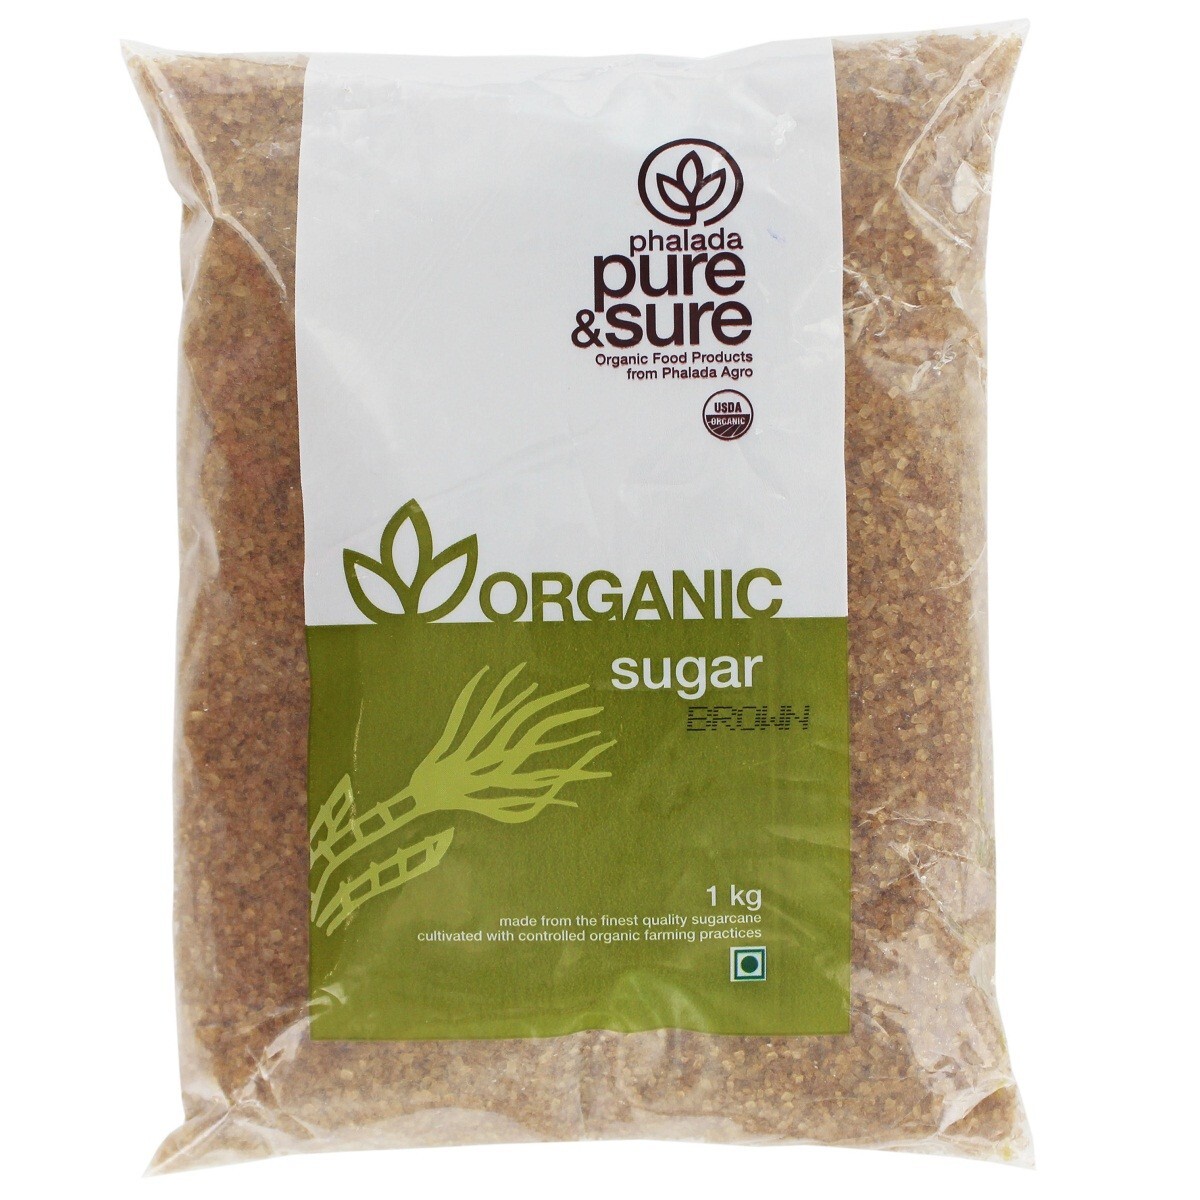 phalada
pure
&sure
Organic Food Products
from Phalada Agro
USDA
ORGANIC
ORGANIC
sugar
BROWN
1 kg
made from the finest quality sugarcane
cultivated with controlled organic farming practices